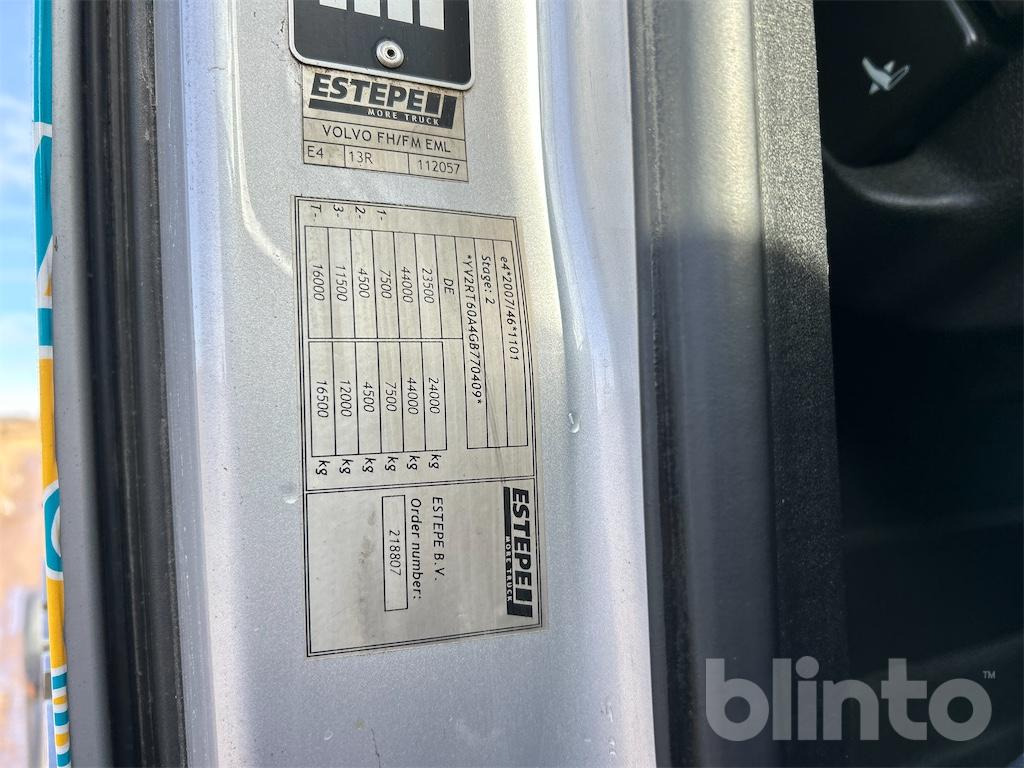 ESTEPE
MORE TRUCK
VOLVO FH/FM EML
E4 13R 112057
e4*2007/46*1101
Stage: 2
*YV2RT60A4GB770409*
DE
23500 24000 kg
44000 44000 kg
1- 7500 7500 kg
2- 4500 4500 kg
3- 11500 12000 kg
T- 16000 16500 kg
ESTEPE
MORE TRUCK
ESTEPE B.V.
Order number:
218807
blinto™